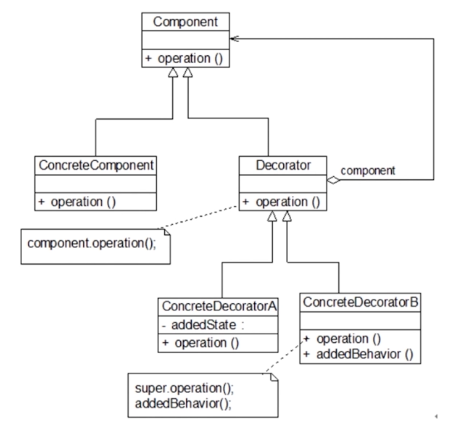 Component
+ operation ()
ConcreteComponent
+ operation ()
Decorator
+ operation ()
component
component.operation();
ConcreteDecoratorA
- addedState :
+ operation ()
ConcreteDecoratorB
+ operation ()
+ addedBehavior ()
super.operation();
addedBehavior();